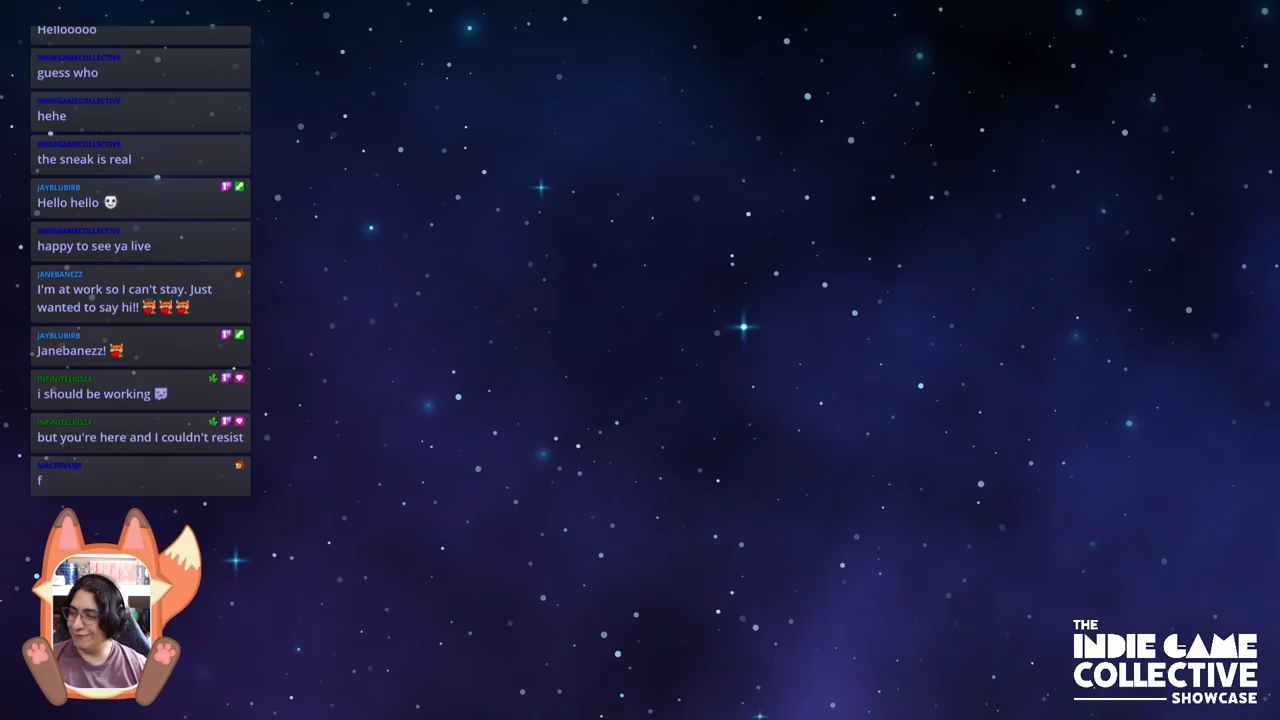 Hellooooo
INDIEGAMECOLLECTIVE
guess who
INDIEGAMECOLLECTIVE
hehe
INDIEGAMECOLLECTIVE
the sneak is real
JAYBLUBIRB
Hello hello
INDIEGAMECOLLECTIVE
happy to see ya live
JANEBANEZZ
I'm at work so I can't stay. Just
wanted to say hi!!
JAYBLUBIRB
Janebanezz!
INFINITELI0324
i should be working
INFINITELI0324
but you're here and I couldn't resist
f
THE
INDIE GAME
COLLECTIVE
SHOWCASE